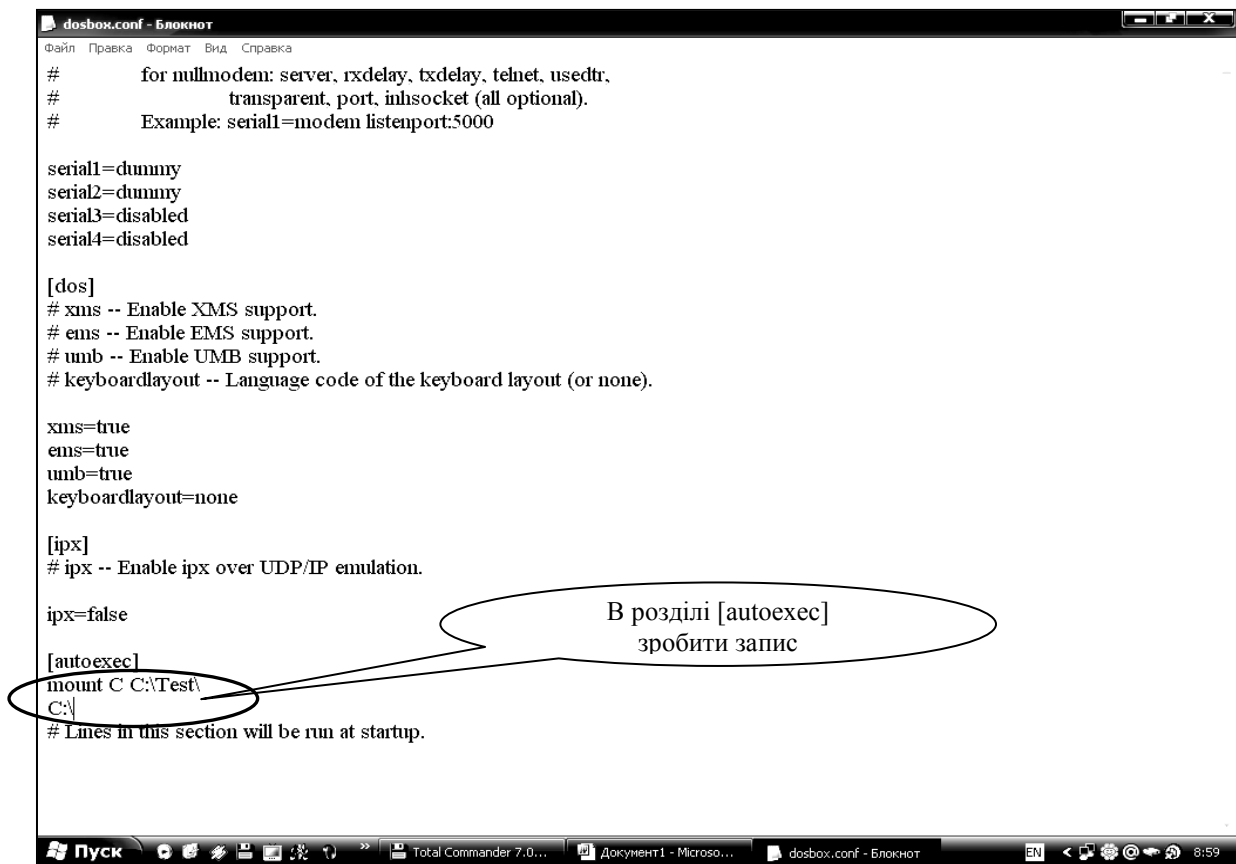 dosbox.conf - Блокнот
Файл Правка Формат Вид Справка
# for nullmodem: server, rxdelay, txdelay, telnet, usedtr,
# transparent, port, inhsocket (all optional).
# Example: serial1=modem listenport:5000
serial1=dummy
serial2=dummy
serial3=disabled
serial4=disabled
[dos]
# xms -- Enable XMS support.
# ems -- Enable EMS support.
# umb -- Enable UMB support.
# keyboardlayout -- Language code of the keyboard layout (or none).
xms=true
ems=true
umb=true
keyboardlayout=none
[ipx]
# ipx -- Enable ipx over UDP/IP emulation.
ipx=false
В розділі [autoexec]
зробити запис
[autoexec]
mount C C:\Test\
C:\
# Lines in this section will be run at startup.
Пуск » Total Commander 7.0... Документ1 - Microso... dosbox.conf - Блокнот EN 8:59